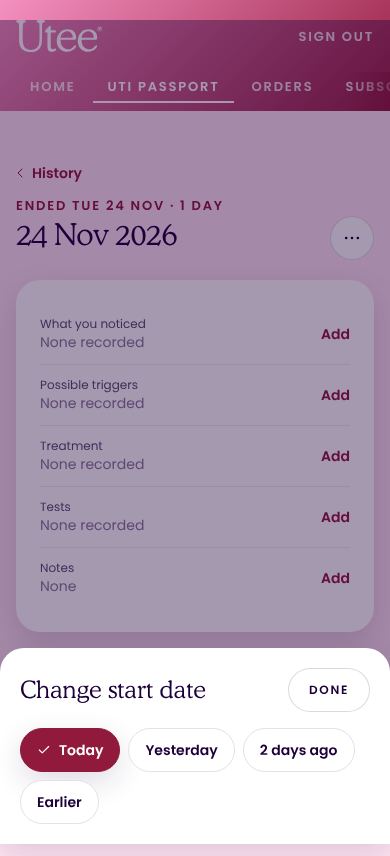 Utee®
SIGN OUT
HOME UTI PASSPORT ORDERS SUBS
History
ENDED TUE 24 NOV · 1 DAY
24 Nov 2026
What you noticed
None recorded
Add
Possible triggers
None recorded
Add
Treatment
None recorded
Add
Tests
None recorded
Add
Notes
None
Add
Change start date
DONE
Today
Yesterday
2 days ago
Earlier